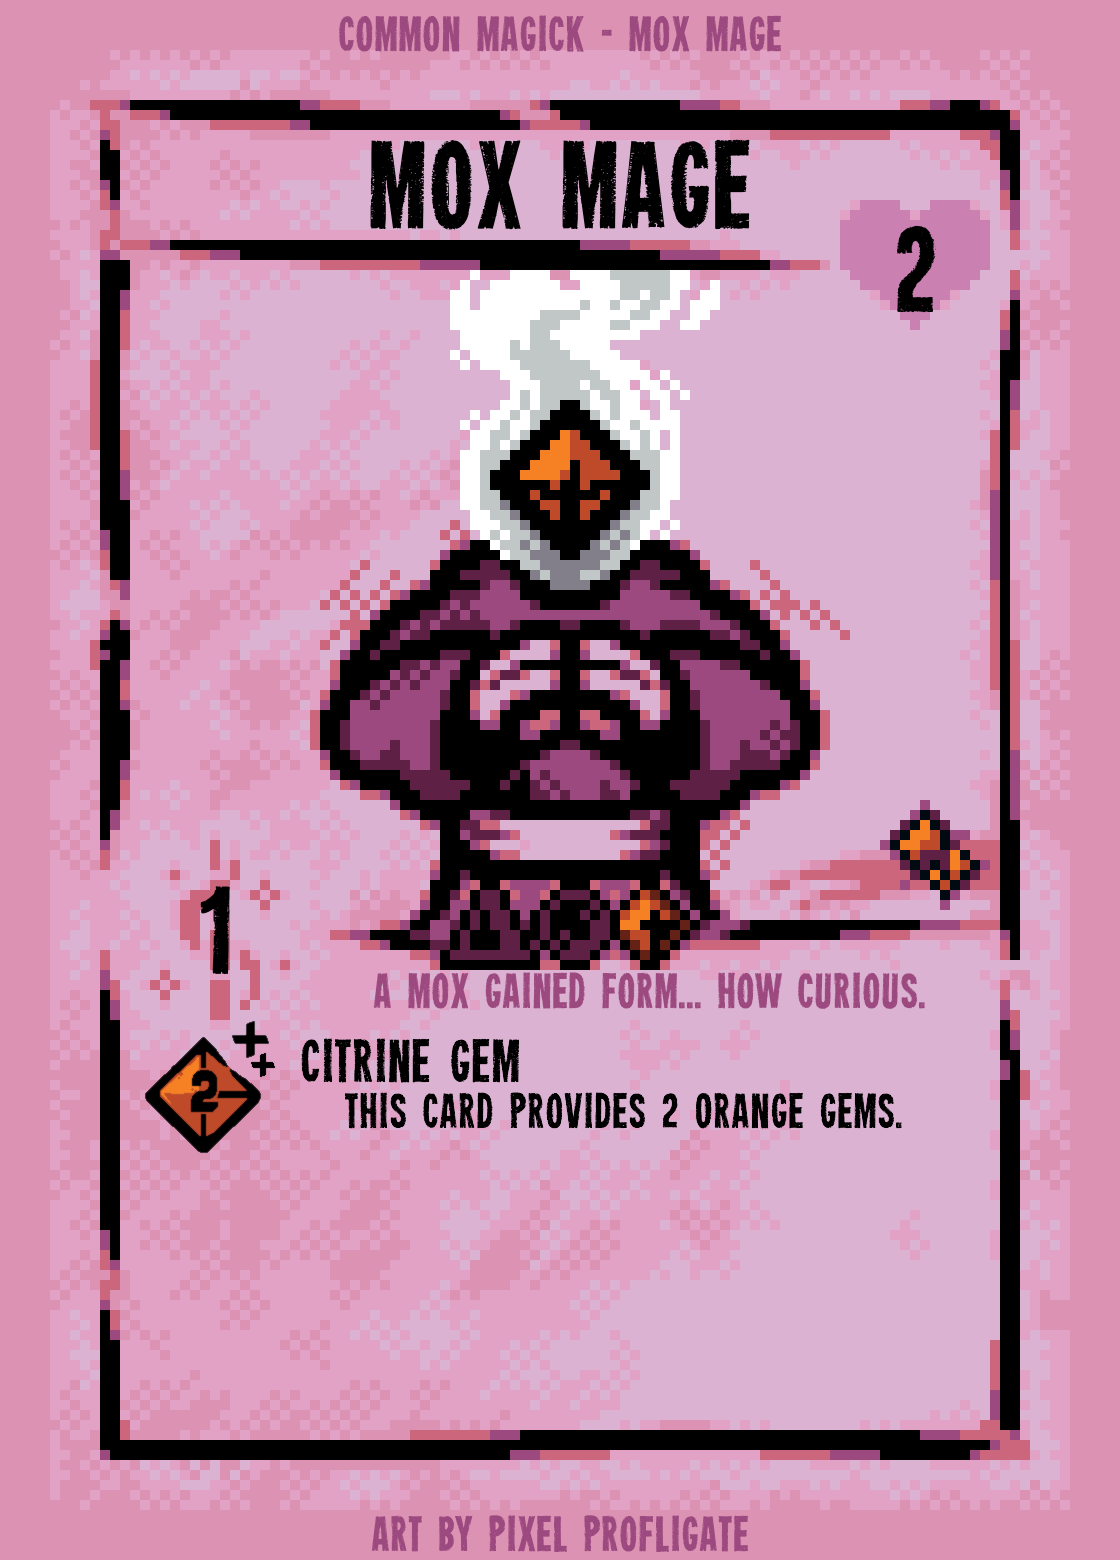 COMMON MAGICK - MOX MAGE
MOX MAGE
2
1
A MOX GAINED FORM... HOW CURIOUS.
2
CITRINE GEM
THIS CARD PROVIDES 2 ORANGE GEMS.
ART BY PIXEL PROFLIGATE